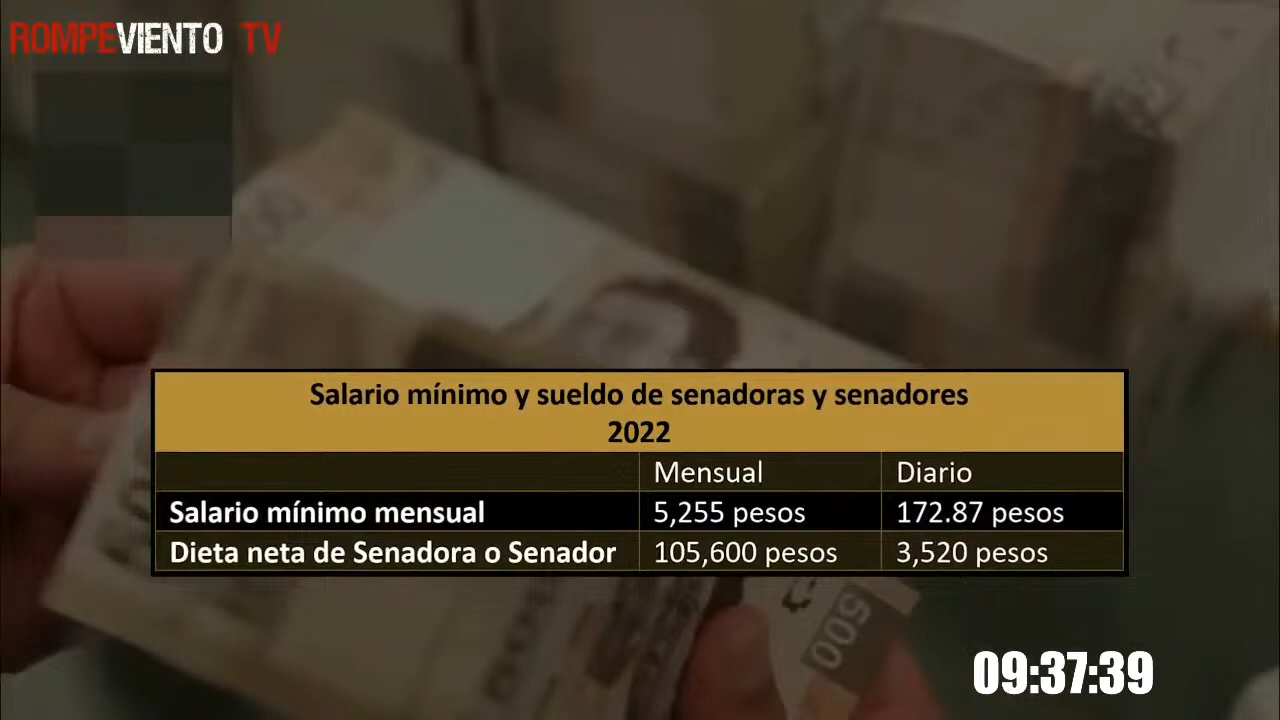 ROMPEVIENTO TV
Salario mínimo y sueldo de senadoras y senadores
2022
Mensual Diario
Salario mínimo mensual 5,255 pesos 172.87 pesos
Dieta neta de Senadora o Senador 105,600 pesos 3,520 pesos
500
09:37:39